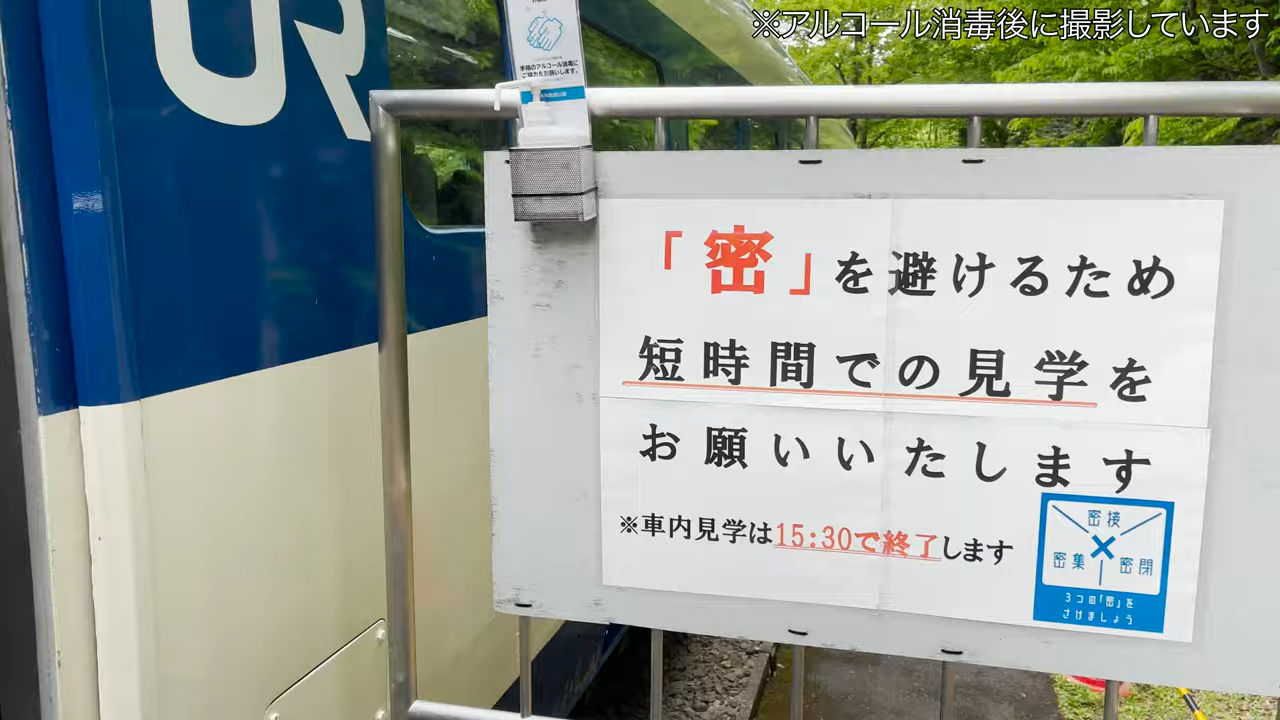 ※アルコール消毒後に撮影しています
UR
手指のアルコール消毒に
ご協力をお願いします。
「密」を避けるため
短時間での見学を
お願いいたします
※車内見学は15:30で終了します
密接
密集
密閉
3つの「密」を
さけましょう